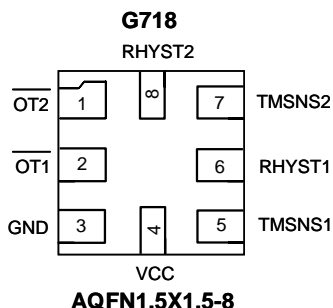 G718
RHYST2
OT2 1 8 7 TMSNS2
OT1 2 6 RHYST1
GND 3 4 5 TMSNS1
VCC
AQFN1.5X1.5-8